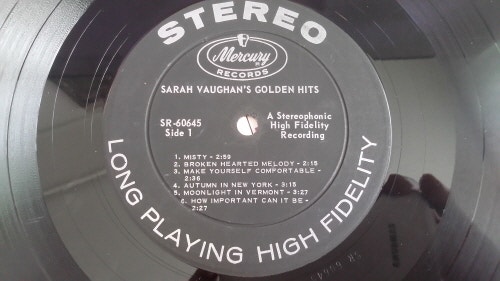 STEREO
Mercury
RECORDS
SARAH VAUGHAN'S GOLDEN HITS
SR-60645
Side 1
A Stereophonic
High Fidelity
Recording
1. MISTY - 2:59
2. BROKEN HEARTED MELODY - 2:15
3. MAKE YOURSELF COMFORTABLE -
2:36
4. AUTUMN IN NEW YORK - 3:15
5. MOONLIGHT IN VERMONT - 3:27
6. HOW IMPORTANT CAN IT BE -
2:27
LONG PLAYING HIGH FIDELITY